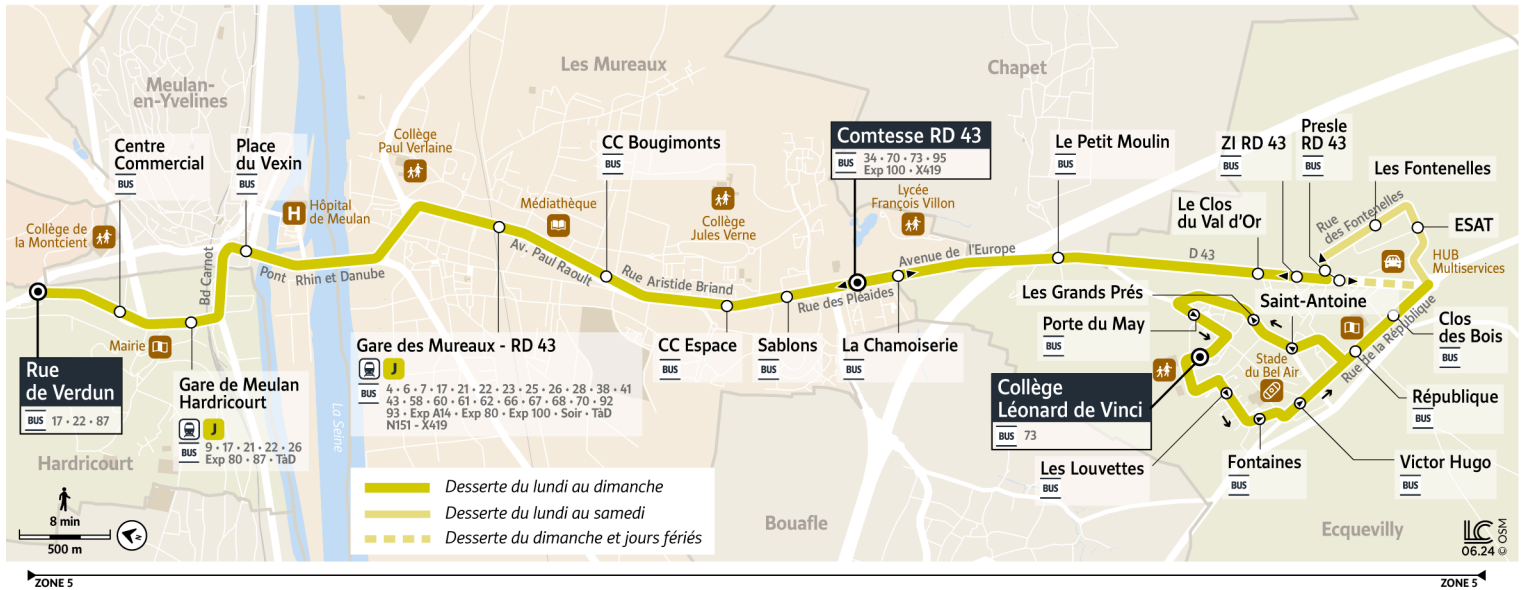 Meulan-
en-Yvelines
Les Mureaux
Chapet
Centre
Commercial
BUS
Place
du Vexin
BUS
Collège
Paul Verlaine
CC Bougimonts
BUS
Comtesse RD 43
BUS
34 • 70 • 73 • 95
Exp 100 • X419
Le Petit Moulin
BUS
ZI RD 43
BUS
Presle
RD 43
BUS
Les Fontenelles
Collège de
la Montcient
H
Hôpital
de Meulan
Médiathèque
Collège
Jules Verne
Lycée
François Villon
Le Clos
du Val d'Or
BUS
Rue
des Fontenelles
ESAT
HUB
Multiservices
Bd Carnot
Pont Rhin et Danube
Av. Paul Raoult
Rue Aristide Briand
Rue des Pléaides
Avenue de l'Europe
D 43
Rue de la République
Mairie
Rue
de Verdun
BUS
17 • 22 • 87
Gare de Meulan
Hardricourt
J
BUS
9 • 17 • 21 • 22 • 26
Exp 80 • 87 • TàD
Gare des Mureaux - RD 43
J
BUS
4 • 6 • 7 • 17 • 21 • 22 • 23 • 25 • 26 • 28 • 38 • 41
43 • 58 • 60 • 61 • 62 • 66 • 67 • 68 • 70 • 92
93 • Exp A14 • Exp 80 • Exp 100 • Soir • TàD
N151 - X419
CC Espace
BUS
Sablons
BUS
La Chamoiserie
BUS
Les Grands Prés
Porte du May
BUS
Saint-Antoine
Stade
du Bel Air
Clos
des Bois
BUS
République
BUS
Collège
Léonard de Vinci
BUS
73
Les Louvettes
BUS
Fontaines
BUS
Victor Hugo
BUS
La Seine
Hardricourt
Bouafle
Ecquevilly
8 min
500 m
Desserte du lundi au dimanche
Desserte du lundi au samedi
Desserte du dimanche et jours fériés
LC
06.24 © OSM
ZONE 5
ZONE 5